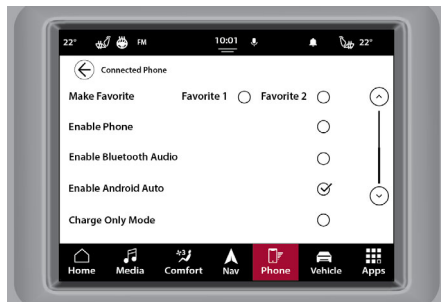 22° FM 10:01 22°
Connected Phone
Make Favorite Favorite 1 Favorite 2
Enable Phone
Enable Bluetooth Audio
Enable Android Auto
Charge Only Mode
Home Media Comfort Nav Phone Vehicle Apps